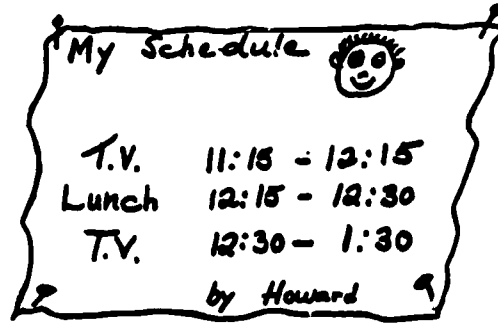 My Schedule
T.V. 11:15 - 12:15
Lunch 12:15 - 12:30
T.V. 12:30 - 1:30
by Howard